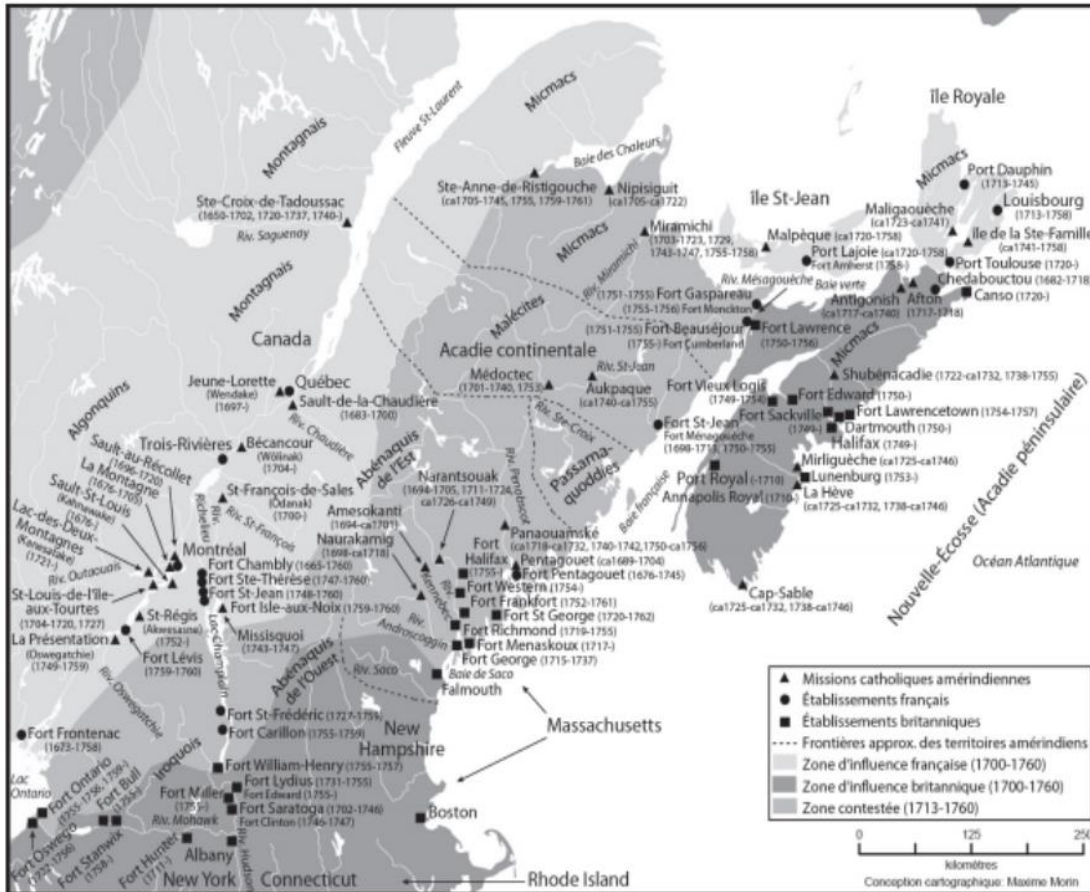 Micmacs
Île Royale
Fleuve St-Laurent
Montagnais
Baie des Chaleurs
Micmacs
Port Dauphin
(1713-1745)
Ste-Anne-de-Ristigouche
(ca1705-1745, 755, 1759-1761)
Nipisiguit
(ca1705-ca1722)
Louisbourg
(1713-1758)
Ste-Croix-de-Tadoussac
(1650-1702, 1720-1737, 1740-)
Île St-Jean
Maligaouèche
(ca1723-ca1741)
Riv. Saguenay
Micmacs
Miramichi
(1703-1723, 1729,
1743-1747, 1755-1758)
Malpèque (ca1720-1758)
île de la Ste-Famille
(ca1741-1758)
Riv. Miramichi
Port Lajoie (ca1720-1758)
Fort Amherst (1758-)
Port Toulouse (1720-)
Montagnais
Riv. Mésagouèche
Baie verte
Chedabouctou (1682-1718)
Malécites
(1751-1755) Fort Gaspareau
(1755-1756) Fort Monckton
Antigonish
(ca1717-ca1740)
Afton
(1717-1718)
Canso (1720-)
(1751-1755) Fort Beauséjour
(1755-) Fort Cumberland
Fort Lawrence
(1750-1756)
Micmacs
Canada
Acadie continentale
Médoctec
(1701-1740, 1753)
Riv. St-Jean
Aukpaque
(ca1740-ca1755)
Shubénacadie (1722-ca1732, 1738-1755)
Jeune-Lorette
(Wendake)
(1697-)
Québec
Sault-de-la-Chaudière
(1683-1700)
Fort Vieux Logis
(1749-1754)
Fort Edward (1750-)
Algonquins
Riv. Chaudière
Riv. Ste-Croix
Fort Sackville
(1749-)
Fort Lawrencetown (1754-1757)
Dartmouth (1750-)
Halifax (1749-)
Fort St-Jean
Fort Ménagouèche
(1698-1713, 1750-1755)
Trois-Rivières
Bécancour
(Wôlinak)
(1704-)
Abénaquis
de l'Est
Passama-
quoddies
Sault-au-Récollet
(1696-1720)
La Montagne
(1676-1705)
Sault-St-Louis
(Kahnawake)
(1676-)
Lac-des-Deux-
Montagnes
(Kanesatake)
(1721-)
Riv. Richelieu
St-François-de-Sales
(Odanak)
(1700-)
Riv. St-François
Narantsouak
(1694-1705, 1711-1724,
ca1726-ca1749)
Riv. Penobscot
Baie française
Port Royal (-1710)
Annapolis Royal (1710-)
Mirliguèche (ca1725-ca1746)
Lunenburg (1753-)
La Hève
(ca1725-ca1732, 1738-ca1746)
Amesokanti
(1694-ca1701)
Naurakamig
(1698-ca1718)
Panaouamské
(ca1718-ca1732, 1740-1742, 1750-ca1756)
Nouvelle-Écosse (Acadie péninsulaire)
Montréal
Riv. Outaouais
Fort Chambly (1665-1760)
Fort Ste-Thérèse (1747-1760)
Fort St-Jean (1748-1760)
Fort Isle-aux-Noix (1759-1760)
Fort
Halifax
(1755-)
Pentagouet (ca1689-1704)
Fort Pentagouet (1676-1745)
Océan Atlantique
St-Louis-de-l'Île-
aux-Tourtes
(1704-1720, 1727)
Kennebec
Fort Western (1754-)
Fort Frankfort (1752-1761)
Fort St George (1720-1762)
Cap-Sable
(ca1725-ca1732, 1738-ca1746)
St-Régis
(Akwesasne)
(1752-)
Missisquoi
(1743-1747)
Riv. Androscoggin
Fort Richmond (1719-1755)
Fort Menaskoux (1717-)
Fort George (1715-1737)
La Présentation
(Oswegatchie)
(1749-1759)
Fort Lévis
(1759-1760)
Lac Champlain
Abénaquis
de l'Ouest
Riv. Saco
Baie de Saco
Falmouth
Riv. Oswegatchie
Massachusetts
Fort Frontenac
(1673-1758)
Fort St-Frédéric (1727-1759)
Fort Carillon (1755-1759)
New
Hampshire
Iroquois
Fort William-Henry (1755-1757)
Lac
Ontario
Fort Ontario
(1755-1756, 1759-)
Fort Bull
(1755-)
Fort Lydius (1731-1755)
Fort Edward (1755-)
Fort Miller
(1755-)
Fort Saratoga (1702-1746)
Fort Clinton (1746-1747)
Riv. Mohawk
Boston
Fort Oswego
(1722-1756)
Fort Stanwix
(1758-)
Fort Hunter
(1711-)
Albany
Riv. Hudson
New York
Connecticut
Rhode Island
Missions catholiques amérindiennes
Établissements français
Établissements britanniques
Frontières approx. des territoires amérindiens
Zone d'influence française (1700-1760)
Zone d'influence britannique (1700-1760)
Zone contestée (1713-1760)
0 125 250
kilomètres
Conception cartographique: Maxime Morin